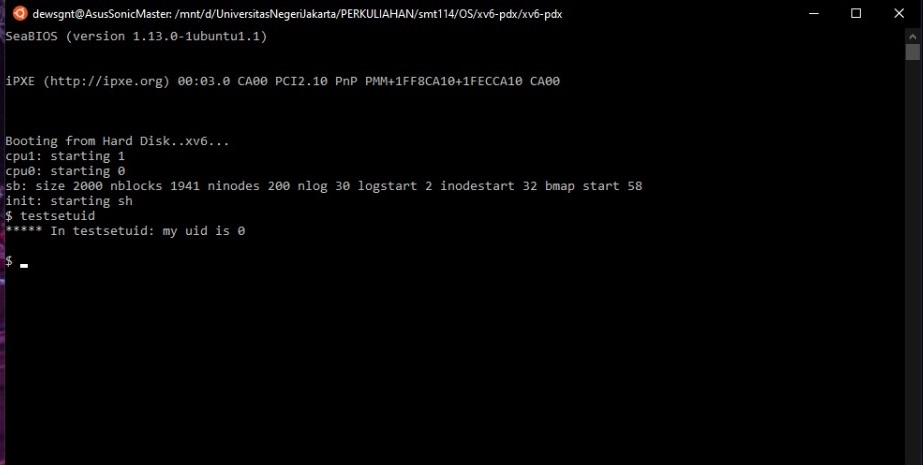 dewsgnt@AsusSonicMaster: /mnt/d/UniversitasNegeriJakarta/PERKULIAHAN/smt114/OS/xv6-pdx/xv6-pdx
SeaBIOS (version 1.13.0-1ubuntu1.1)
iPXE (http://ipxe.org) 00:03.0 CA00 PCI2.10 PnP PMM+1FF8CA10+1FECCA10 CA00
Booting from Hard Disk..xv6...
cpu1: starting 1
cpu0: starting 0
sb: size 2000 nblocks 1941 ninodes 200 nlog 30 logstart 2 inodestart 32 bmap start 58
init: starting sh
$ testsetuid
***** In testsetuid: my uid is 0
$